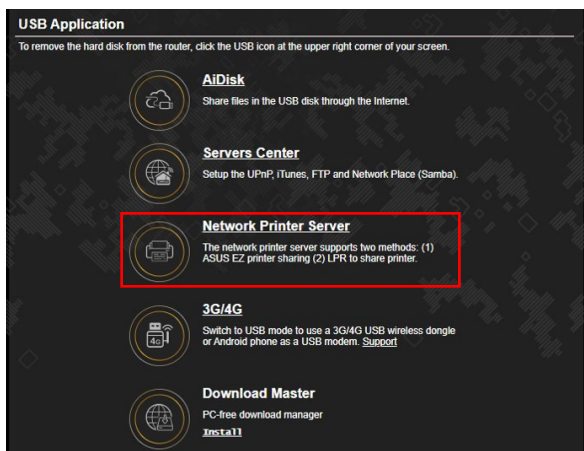 USB Application
To remove the hard disk from the router, click the USB icon at the upper right corner of your screen.
AiDisk
Share files in the USB disk through the Internet.
Servers Center
Setup the UPnP, iTunes, FTP and Network Place (Samba).
Network Printer Server
The network printer server supports two methods: (1)
ASUS EZ printer sharing (2) LPR to share printer.
3G/4G
4G
Switch to USB mode to use a 3G/4G USB wireless dongle
or Android phone as a USB modem. Support
Download Master
PC-free download manager
Install